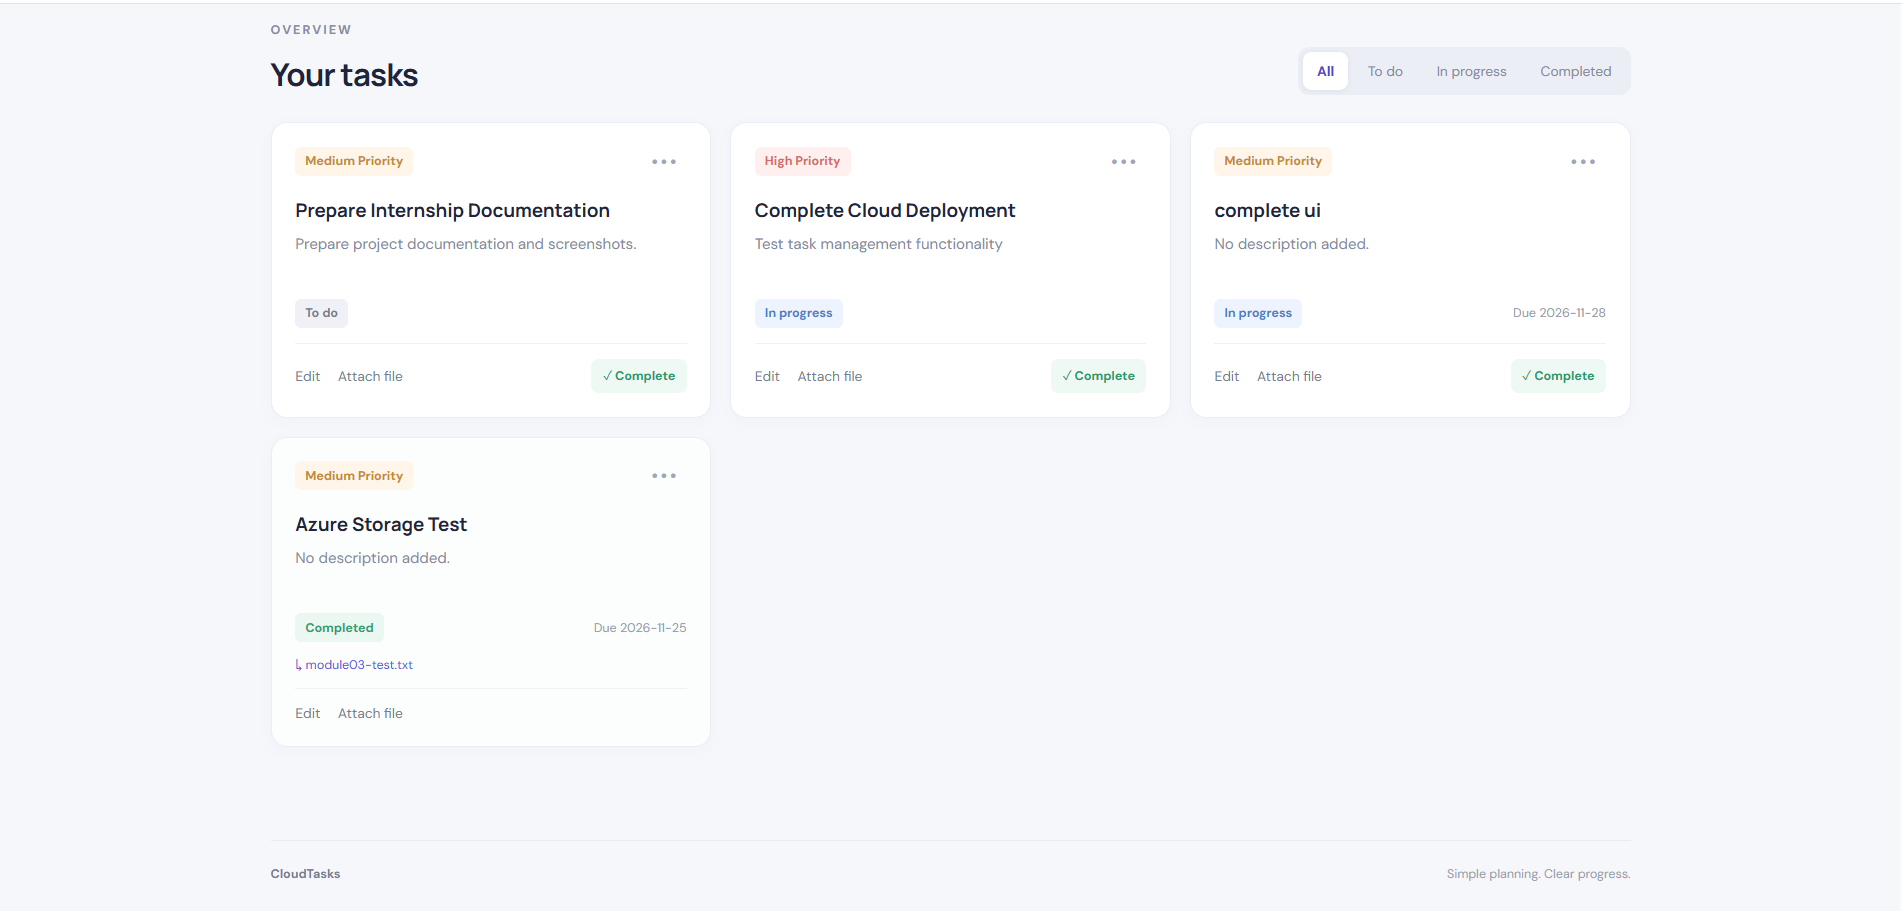 OVERVIEW
Your tasks
All To do In progress Completed
Medium Priority
Prepare Internship Documentation
Prepare project documentation and screenshots.
To do
Edit Attach file ✓ Complete
High Priority
Complete Cloud Deployment
Test task management functionality
In progress
Edit Attach file ✓ Complete
Medium Priority
complete ui
No description added.
In progress Due 2026-11-28
Edit Attach file ✓ Complete
Medium Priority
Azure Storage Test
No description added.
Completed Due 2026-11-25
↳ module03-test.txt
Edit Attach file
CloudTasks
Simple planning. Clear progress.